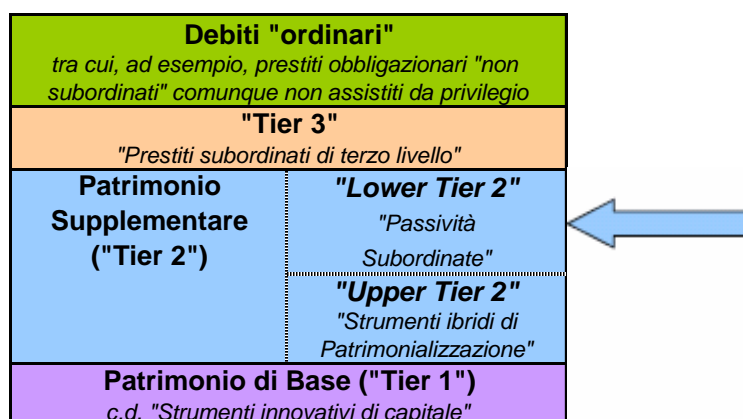 Debiti "ordinari"
tra cui, ad esempio, prestiti obbligazionari "non
subordinati" comunque non assistiti da privilegio
"Tier 3"
"Prestiti subordinati di terzo livello"
Patrimonio
Supplementare
("Tier 2")
"Lower Tier 2"
"Passività
Subordinate"
"Upper Tier 2"
"Strumenti ibridi di
Patrimonializzazione"
Patrimonio di Base ("Tier 1")
c.d. "Strumenti innovativi di capitale"